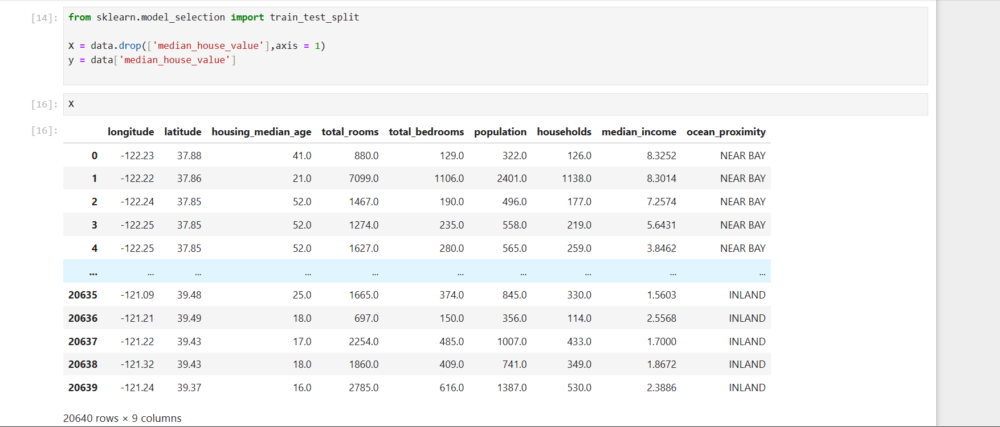 [14]: from sklearn.model_selection import train_test_split
X = data.drop(['median_house_value'],axis = 1)
y = data['median_house_value']
[16]: X
[16]:
longitude latitude housing_median_age total_rooms total_bedrooms population households median_income ocean_proximity
0 -122.23 37.88 41.0 880.0 129.0 322.0 126.0 8.3252 NEAR BAY
1 -122.22 37.86 21.0 7099.0 1106.0 2401.0 1138.0 8.3014 NEAR BAY
2 -122.24 37.85 52.0 1467.0 190.0 496.0 177.0 7.2574 NEAR BAY
3 -122.25 37.85 52.0 1274.0 235.0 558.0 219.0 5.6431 NEAR BAY
4 -122.25 37.85 52.0 1627.0 280.0 565.0 259.0 3.8462 NEAR BAY
... ... ... ... ... ... ... ... ... ...
20635 -121.09 39.48 25.0 1665.0 374.0 845.0 330.0 1.5603 INLAND
20636 -121.21 39.49 18.0 697.0 150.0 356.0 114.0 2.5568 INLAND
20637 -121.22 39.43 17.0 2254.0 485.0 1007.0 433.0 1.7000 INLAND
20638 -121.32 39.43 18.0 1860.0 409.0 741.0 349.0 1.8672 INLAND
20639 -121.24 39.37 16.0 2785.0 616.0 1387.0 530.0 2.3886 INLAND
20640 rows × 9 columns